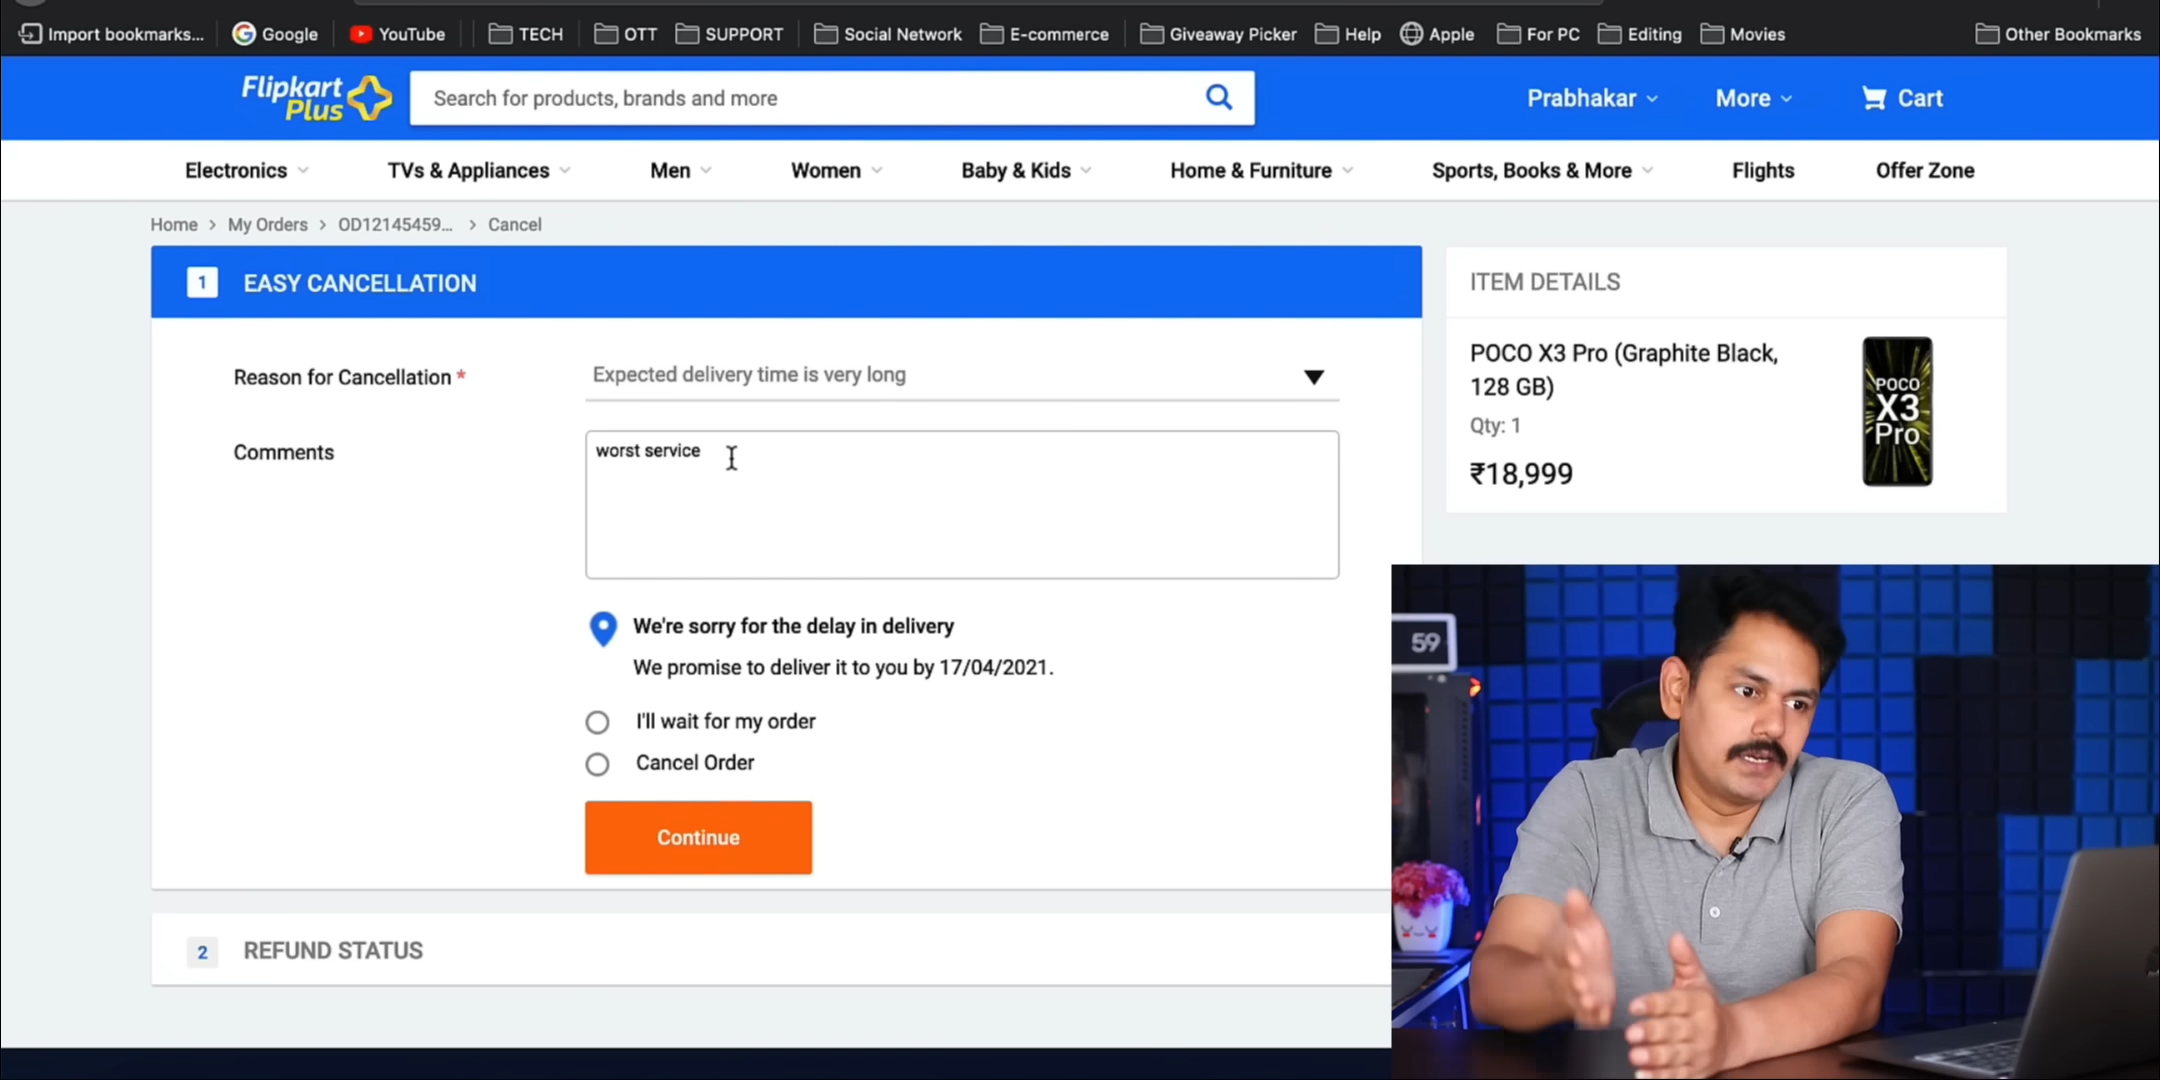 Import bookmarks... Google YouTube TECH OTT SUPPORT Social Network E-commerce Giveaway Picker Help Apple For PC Editing Movies Other Bookmarks
Flipkart
Plus
Search for products, brands and more
Prabhakar More Cart
Electronics TVs & Appliances Men Women Baby & Kids Home & Furniture Sports, Books & More Flights Offer Zone
Home > My Orders > OD12145459... > Cancel
1 EASY CANCELLATION
Reason for Cancellation * Expected delivery time is very long
Comments worst service
We're sorry for the delay in delivery
We promise to deliver it to you by 17/04/2021.
I'll wait for my order
Cancel Order
Continue
2 REFUND STATUS
ITEM DETAILS
POCO X3 Pro (Graphite Black,
128 GB)
Qty: 1
₹18,999
POCO
X3
Pro
59